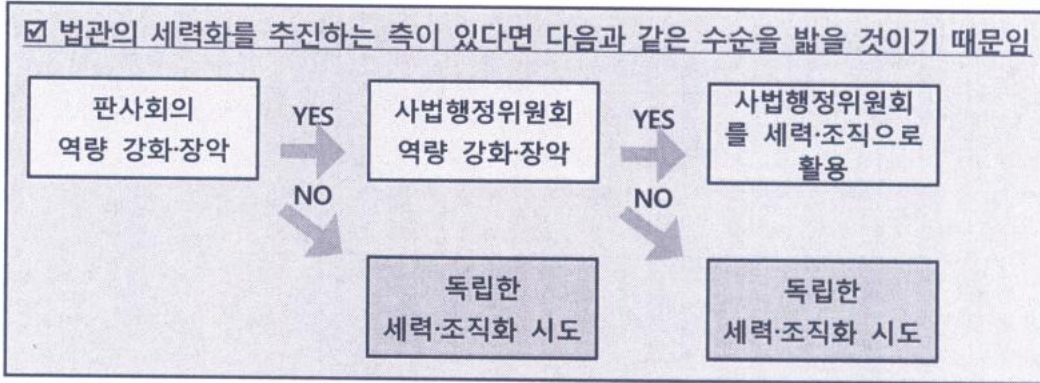 ☑ 법관의 세력화를 추진하는 측이 있다면 다음과 같은 수순을 밟을 것이기 때문임
판사회의
역량 강화·장악
YES
NO
사법행정위원회
역량 강화·장악
YES
NO
사법행정위원회
를 세력·조직으로
활용
독립한
세력·조직화 시도
독립한
세력·조직화 시도